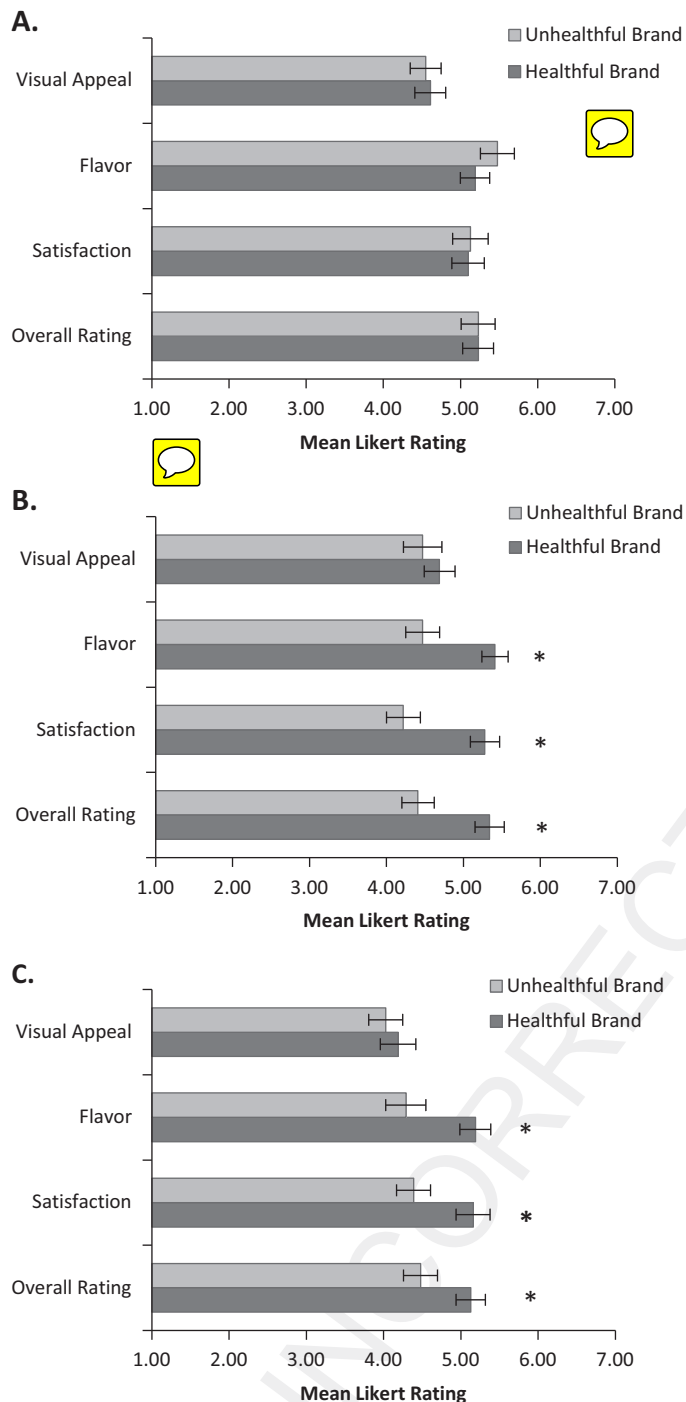 A.
Unhealthful Brand
Healthful Brand
Visual Appeal
Flavor
Satisfaction
Overall Rating
1.00 2.00 3.00 4.00 5.00 6.00 7.00
Mean Likert Rating
B.
Unhealthful Brand
Healthful Brand
Visual Appeal
Flavor
*
Satisfaction
*
Overall Rating
*
1.00 2.00 3.00 4.00 5.00 6.00 7.00
Mean Likert Rating
C.
Unhealthful Brand
Healthful Brand
Visual Appeal
Flavor
*
Satisfaction
*
Overall Rating
*
1.00 2.00 3.00 4.00 5.00 6.00 7.00
Mean Likert Rating
INCORRECT